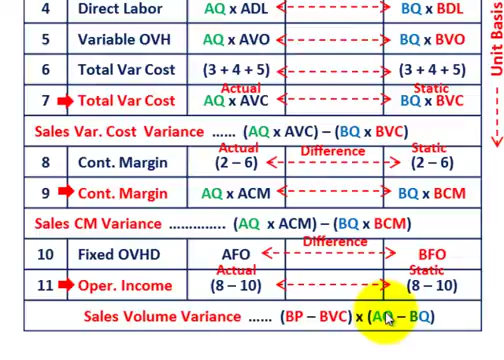 4 Direct Labor AQ x ADL BQ x BDL
5 Variable OVH AQ x AVO BQ x BVO
6 Total Var Cost (3 + 4 + 5) (3 + 4 + 5)
Actual Static
7 Total Var Cost AQ x AVC BQ x BVC
Sales Var. Cost Variance ...... (AQ x AVC) – (BQ x BVC)
Actual Difference Static
8 Cont. Margin (2 – 6) (2 – 6)
9 Cont. Margin AQ x ACM BQ x BCM
Sales CM Variance .............. (AQ x ACM) – (BQ x BCM)
Difference
10 Fixed OVHD AFO BFO
Actual Static
11 Oper. Income (8 – 10) (8 – 10)
Sales Volume Variance ...... (BP – BVC) x (AQ – BQ)
Unit Basis